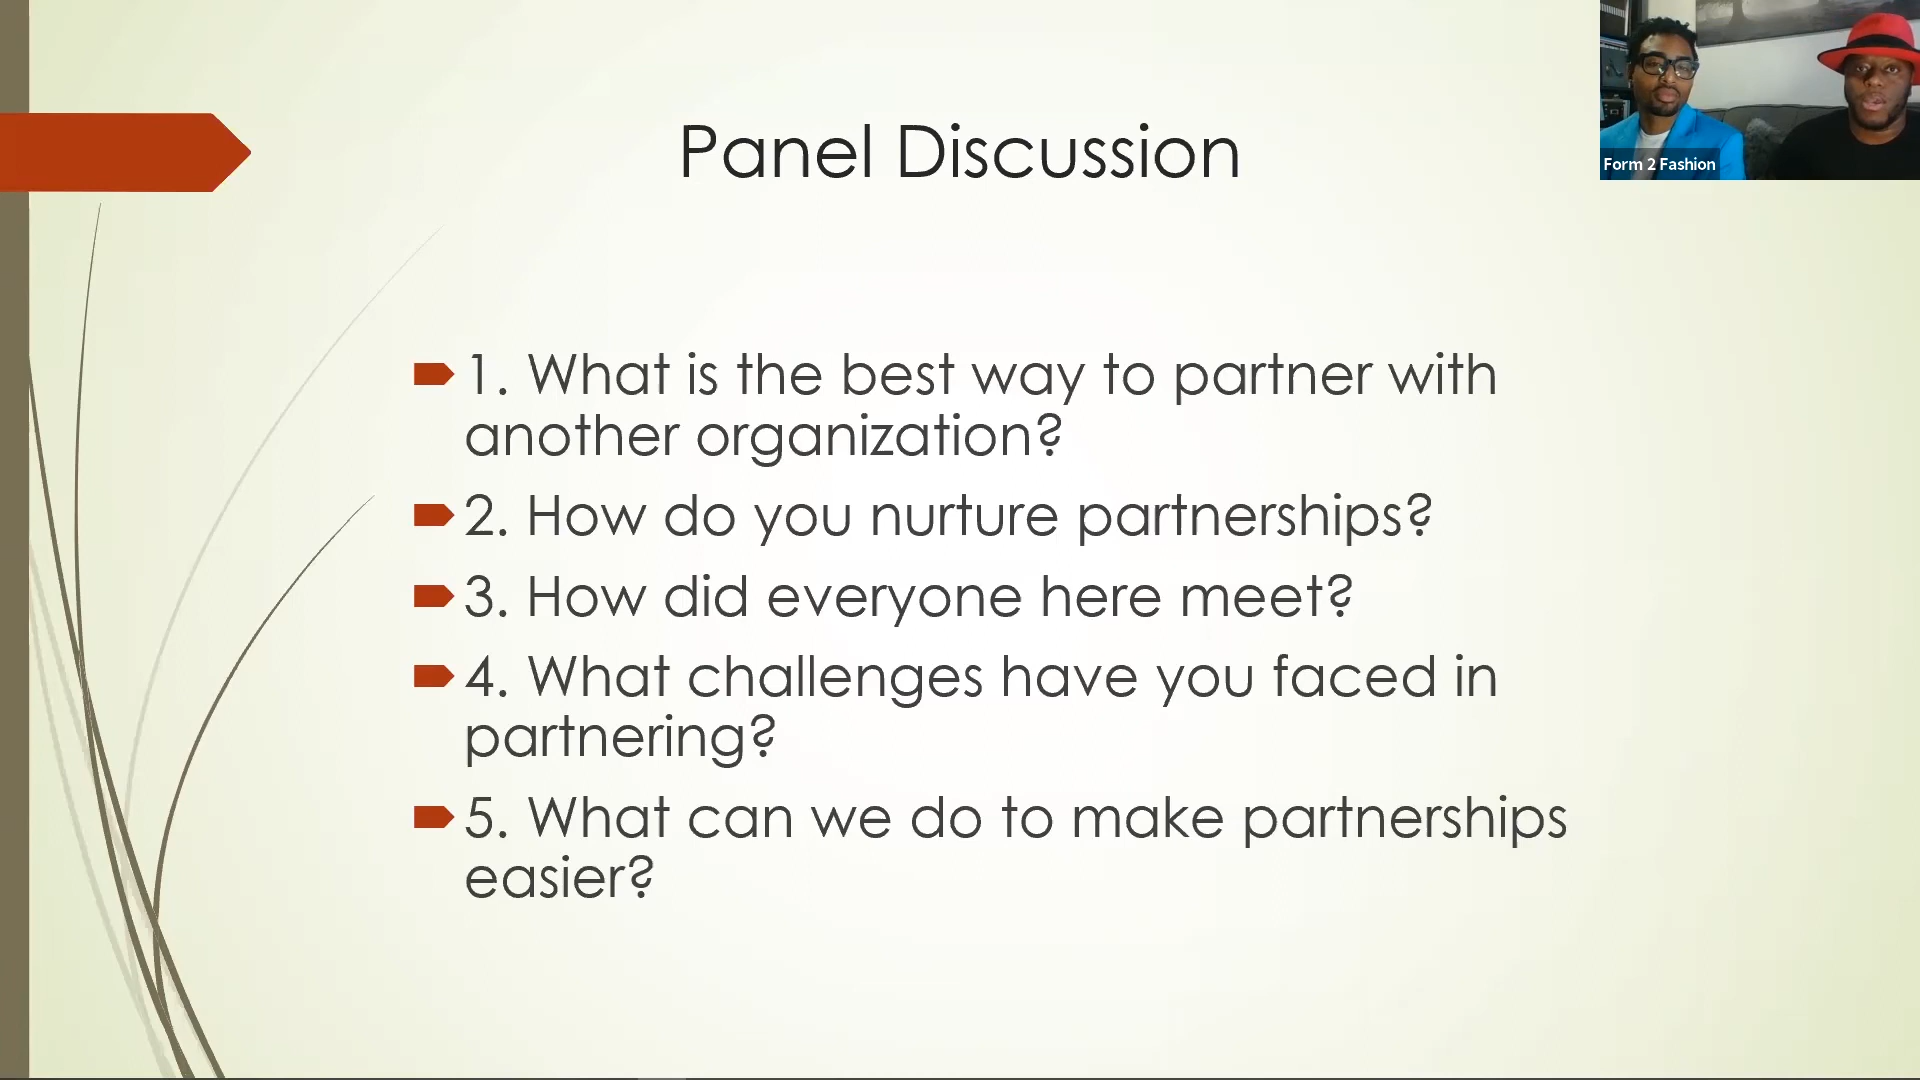 Panel Discussion
Form 2 Fashion
1. What is the best way to partner with
another organization?
2. How do you nurture partnerships?
3. How did everyone here meet?
4. What challenges have you faced in
partnering?
5. What can we do to make partnerships
easier?